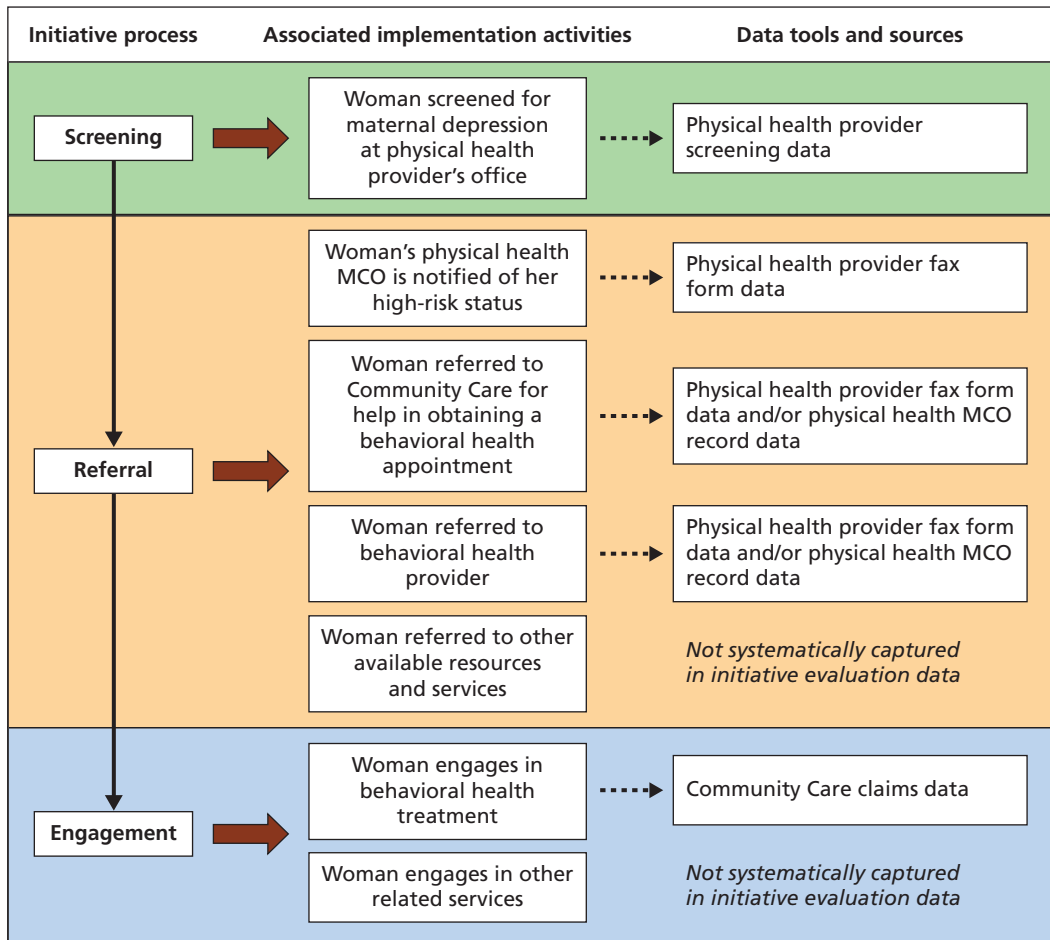 Initiative process
Associated implementation activities
Data tools and sources
Screening
Woman screened for
maternal depression
at physical health
provider's office
Physical health provider
screening data
Woman's physical health
MCO is notified of her
high-risk status
Physical health provider fax
form data
Referral
Woman referred to
Community Care for
help in obtaining a
behavioral health
appointment
Physical health provider fax form
data and/or physical health MCO
record data
Woman referred to
behavioral health
provider
Physical health provider fax form
data and/or physical health MCO
record data
Woman referred to other
available resources
and services
Not systematically captured
in initiative evaluation data
Engagement
Woman engages in
behavioral health
treatment
Community Care claims data
Woman engages in other
related services
Not systematically captured
in initiative evaluation data